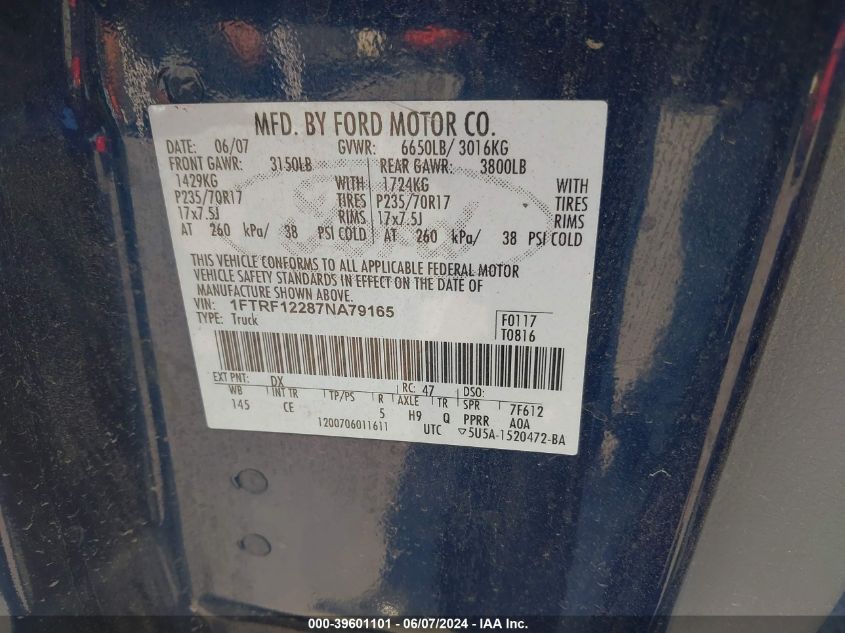 MFD. BY FORD MOTOR CO.
DATE: 06/07 GVWR: 6650LB/ 3016KG
FRONT GAWR: 3150LB REAR GAWR: 3800LB
1429KG WITH 1724KG WITH
P235/70R17 TIRES P235/70R17 TIRES
17x7.5J RIMS 17x7.5J RIMS
AT 260 kPa/ 38 PSI COLD AT 260 kPa/ 38 PSI COLD
THIS VEHICLE CONFORMS TO ALL APPLICABLE FEDERAL MOTOR
VEHICLE SAFETY STANDARDS IN EFFECT ON THE DATE OF
MANUFACTURE SHOWN ABOVE.
VIN: 1FTRF12287NA79165
TYPE: Truck
F0117
T0816
EXT PNT: DX RC: 47 DSO:
WB INT TR TP/PS R AXLE TR SPR 7F612
145 CE 5 H9 Q PPRR A0A
1200706011611 UTC ▽5U5A-1520472-BA
000-39601101 - 06/07/2024 - IAA Inc.